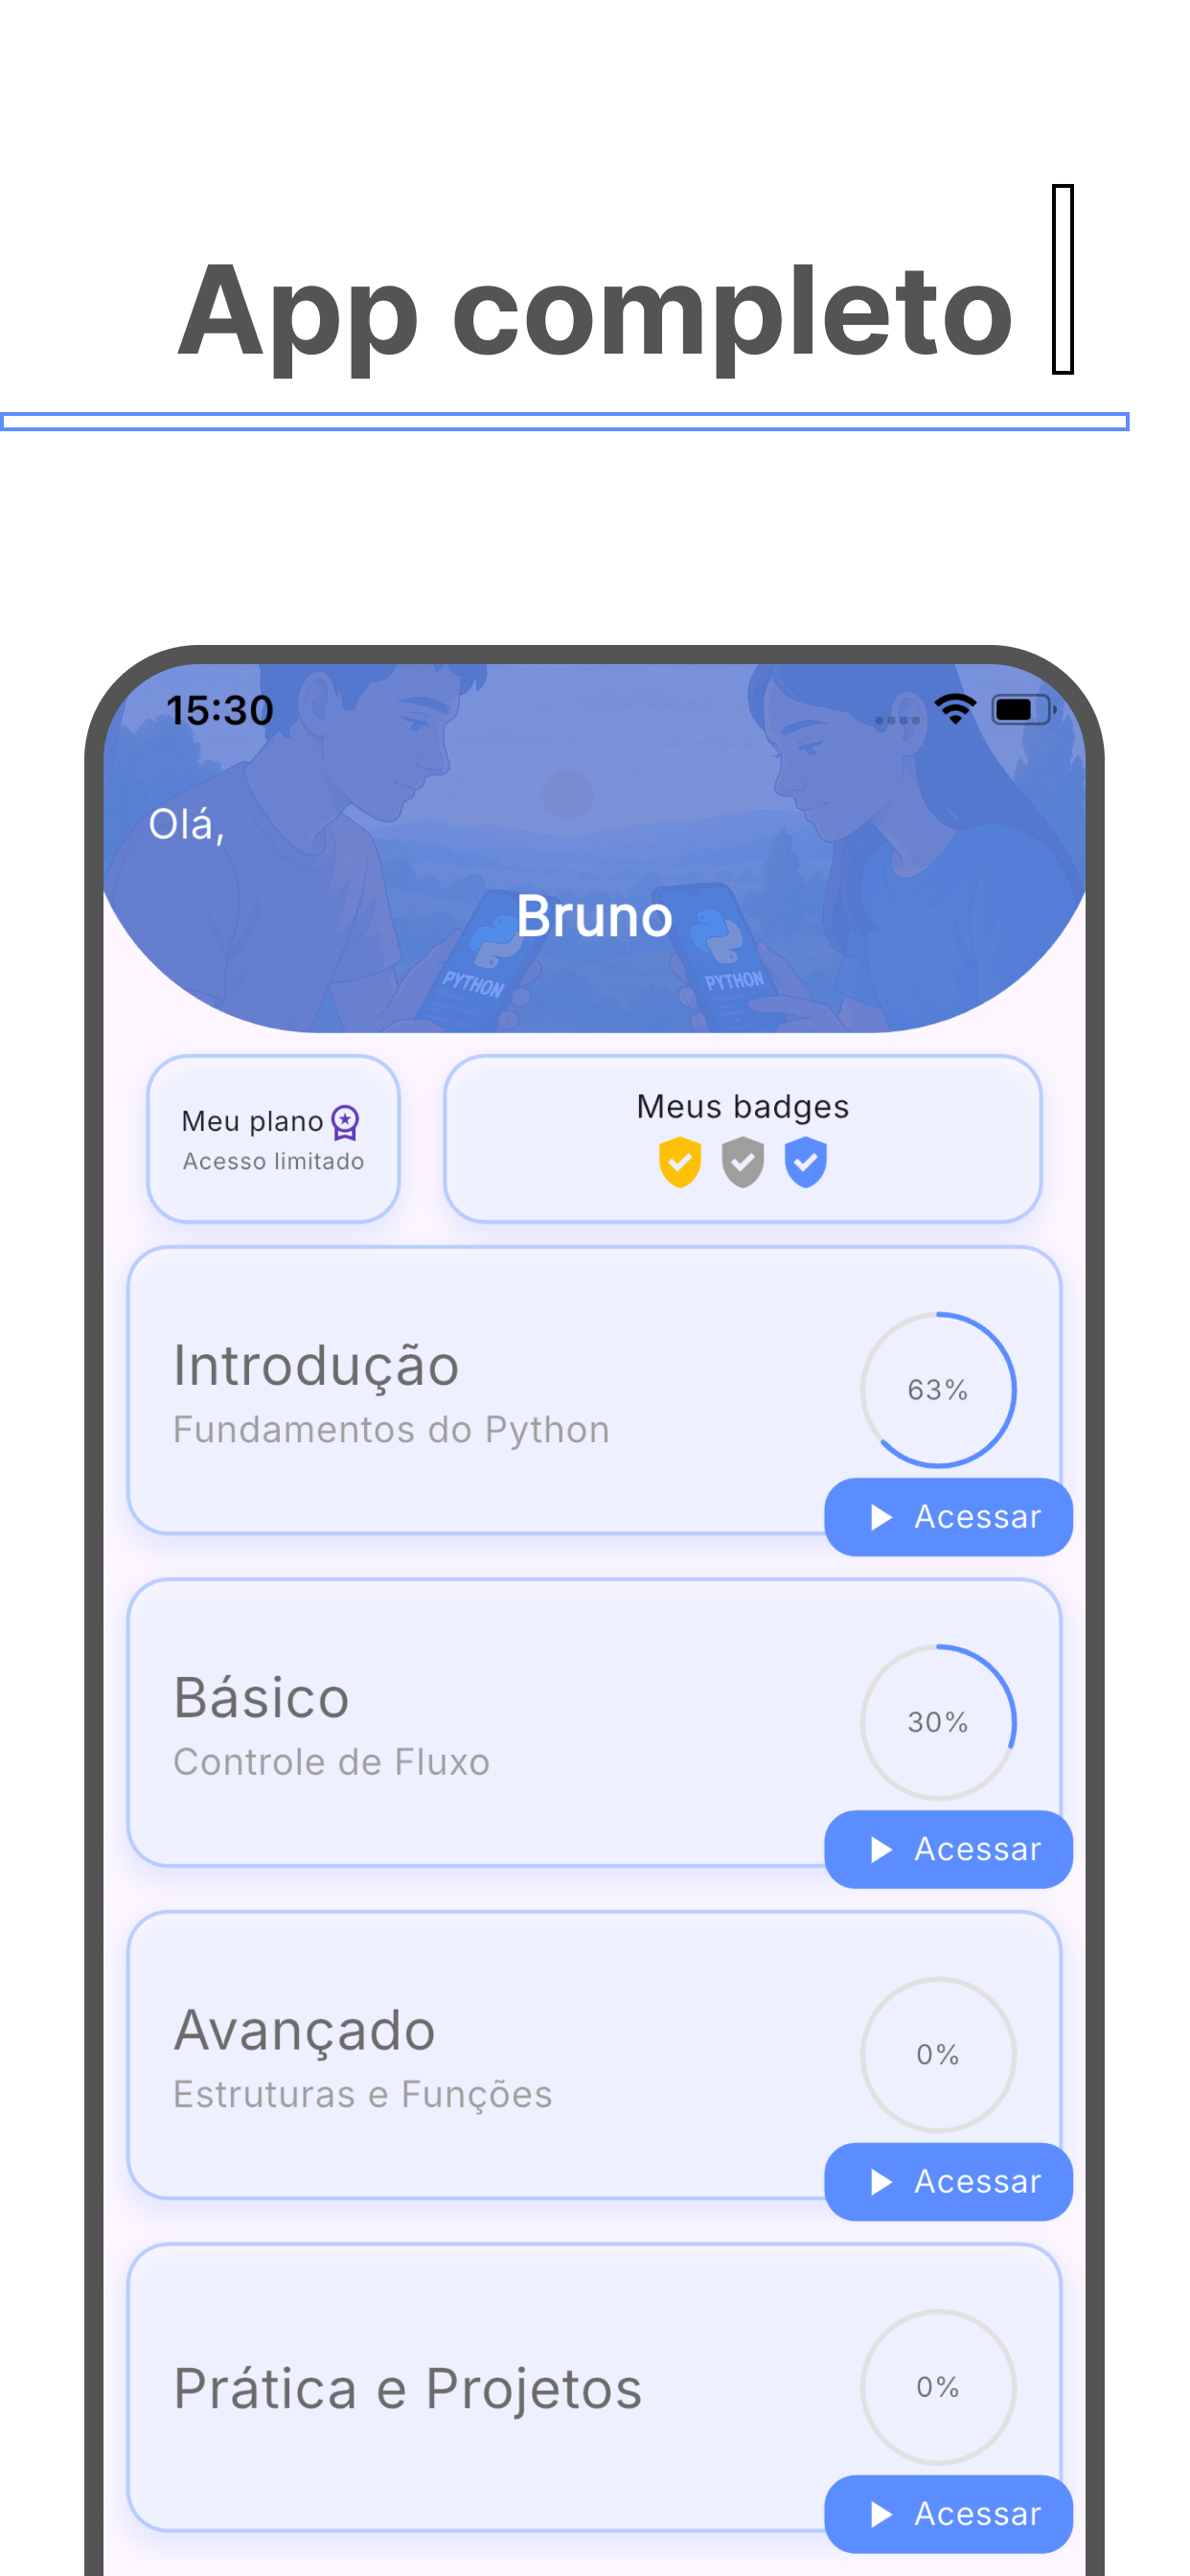 App completo
15:30
Olá,
Bruno
PYTHON
PYTHON
Meu plano
Acesso limitado
Meus badges
Introdução
Fundamentos do Python
63%
Acessar
Básico
Controle de Fluxo
30%
Acessar
Avançado
Estruturas e Funções
0%
Acessar
Prática e Projetos
0%
Acessar